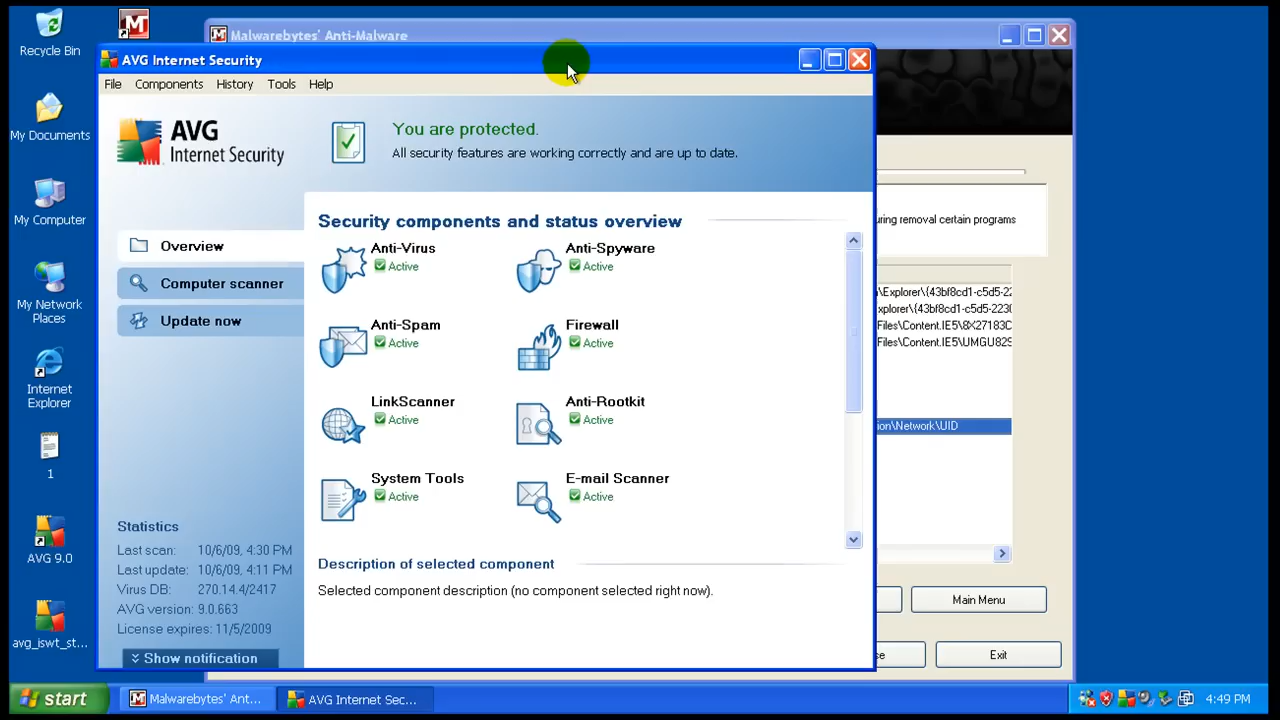 Recycle Bin
My Documents
My Computer
My Network
Places
Internet
Explorer
1
AVG 9.0
avg_iswt_st...
Malwarebytes' Anti-Malware
AVG Internet Security
File Components History Tools Help
AVG
Internet Security
You are protected.
All security features are working correctly and are up to date.
Overview
Computer scanner
Update now
Security components and status overview
Anti-Virus
Active
Anti-Spyware
Active
Anti-Spam
Active
Firewall
Active
LinkScanner
Active
Anti-Rootkit
Active
System Tools
Active
E-mail Scanner
Active
Statistics
Last scan: 10/6/09, 4:30 PM
Last update: 10/6/09, 4:11 PM
Virus DB: 270.14.4/2417
AVG version: 9.0.663
License expires: 11/5/2009
Show notification
Description of selected component
Selected component description (no component selected right now).
uring removal certain programs
\Explorer\{43bf8cd1-c5d5-22
\Explorer\{43bf8cd1-c5d5-2230
Files\Content.IE5\8X27183C
Files\Content.IE5\UMGU829
ion\Network\UID
Main Menu
se
Exit
start
Malwarebytes' Ant...
AVG Internet Sec...
4:49 PM